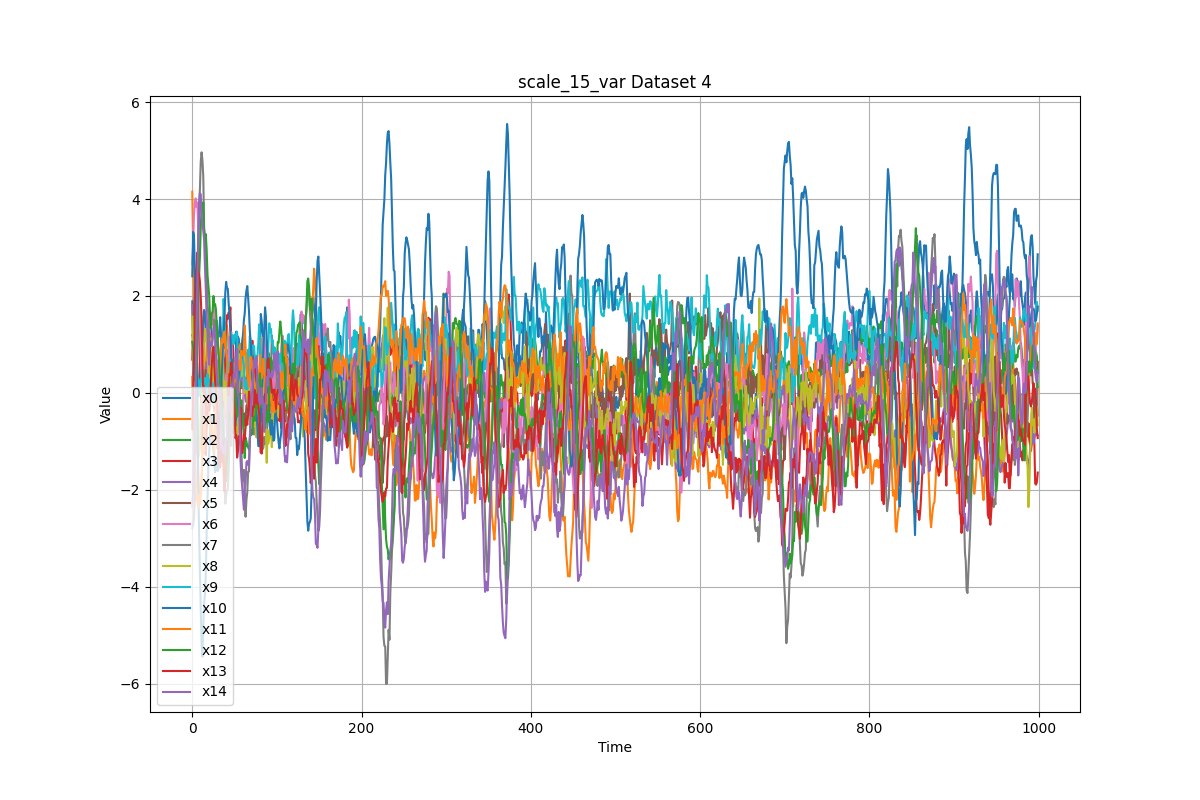 scale_15_var Dataset 4
6
4
2
0
−2
−4
−6
Value
x0
x1
x2
x3
x4
x5
x6
x7
x8
x9
x10
x11
x12
x13
x14
0 200 400 600 800 1000
Time